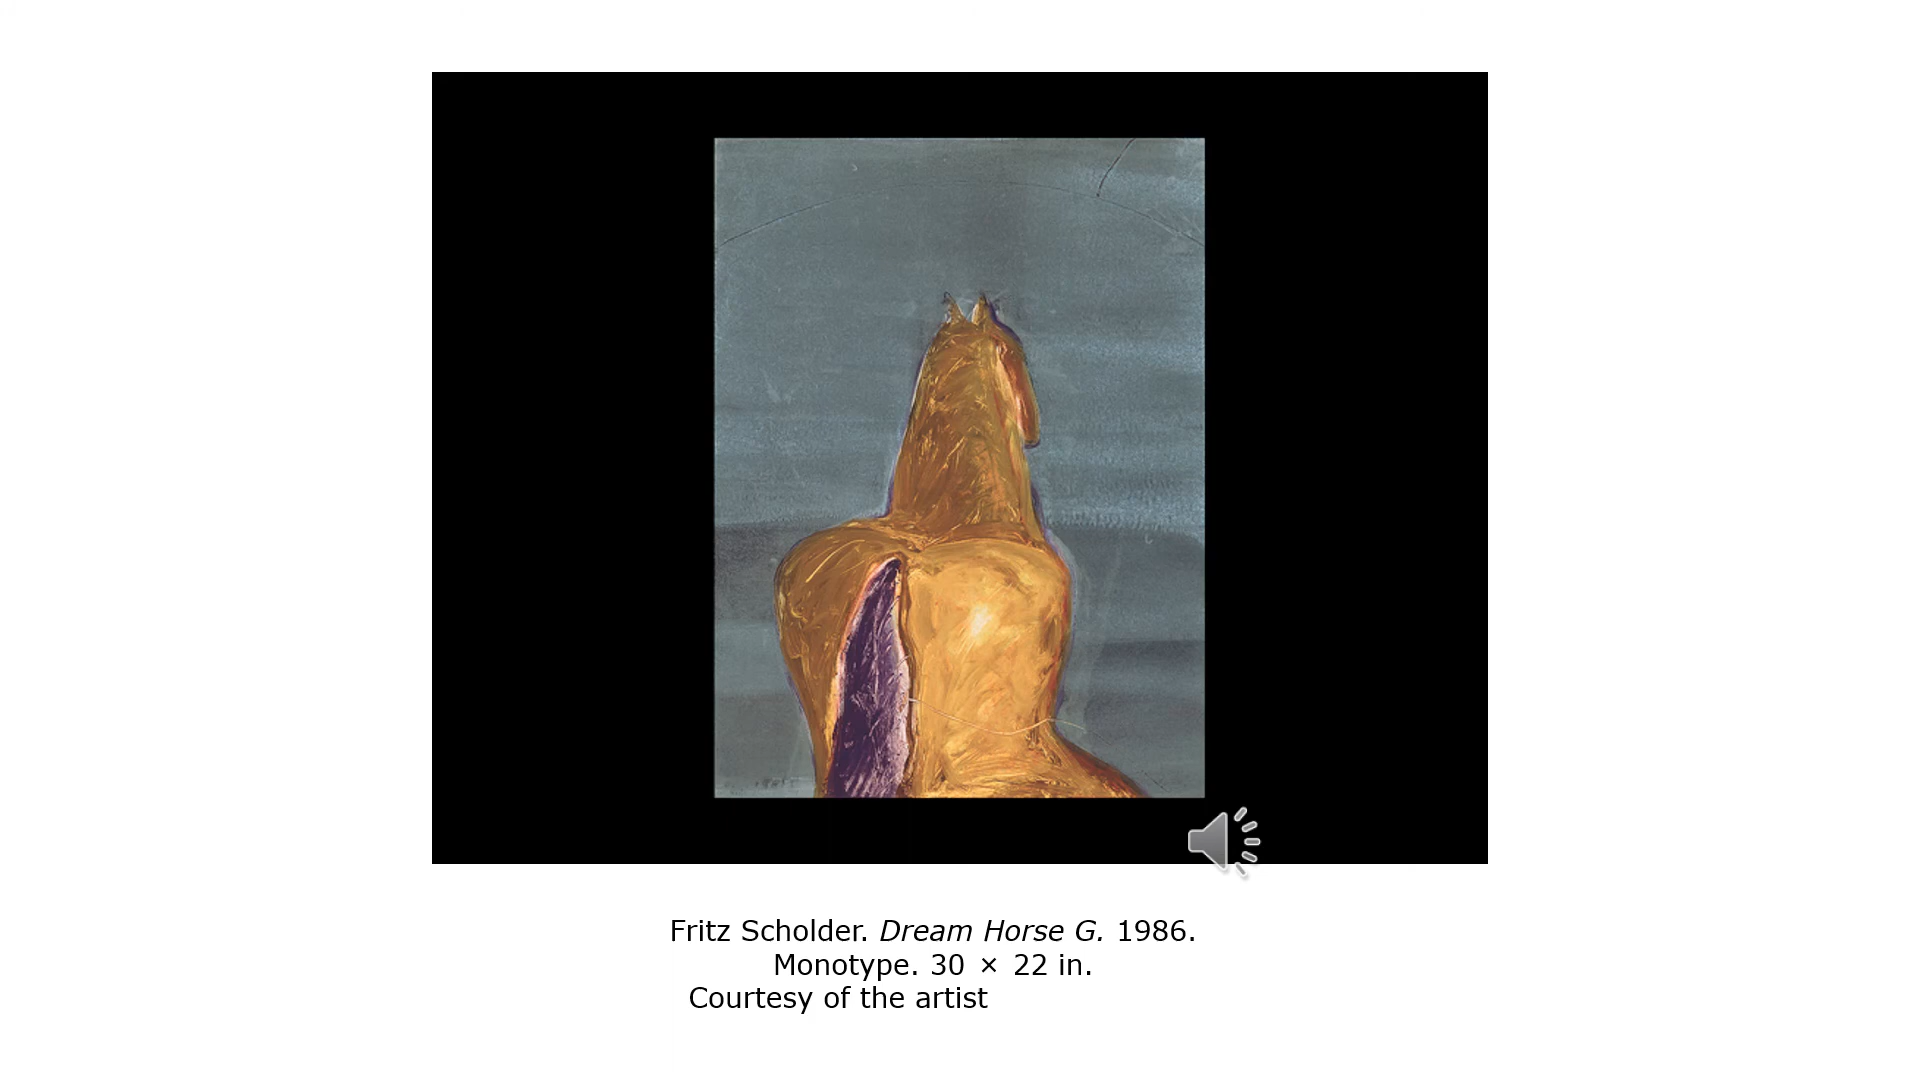 Fritz Scholder. Dream Horse G. 1986.
Monotype. 30 × 22 in.
Courtesy of the artist